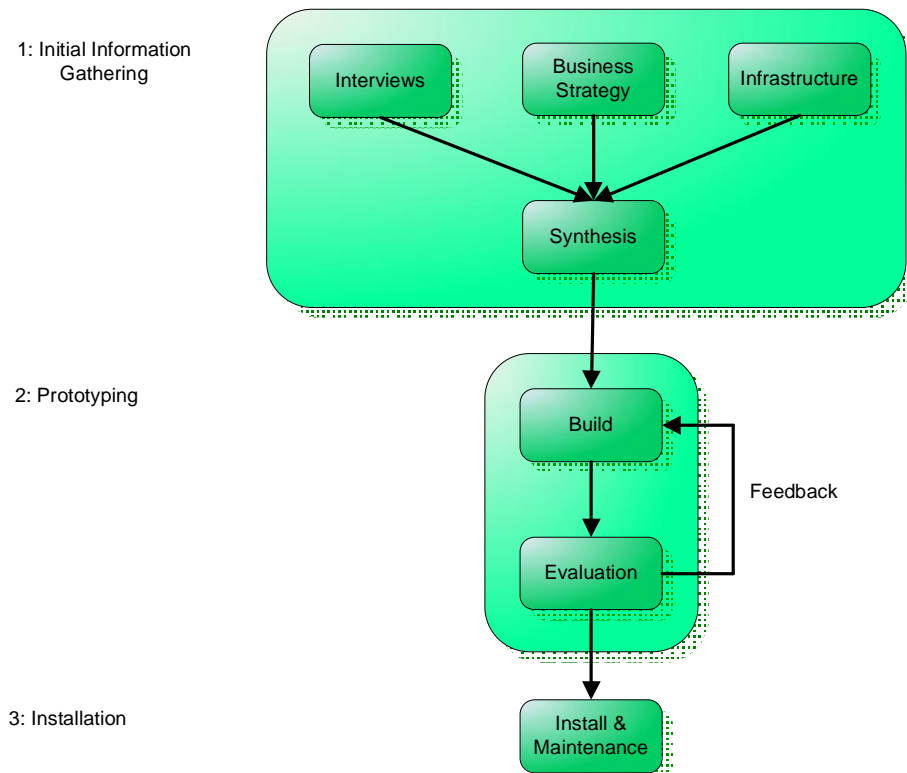 1: Initial Information
Gathering
Interviews
Business
Strategy
Infrastructure
Synthesis
2: Prototyping
Build
Feedback
Evaluation
3: Installation
Install &
Maintenance